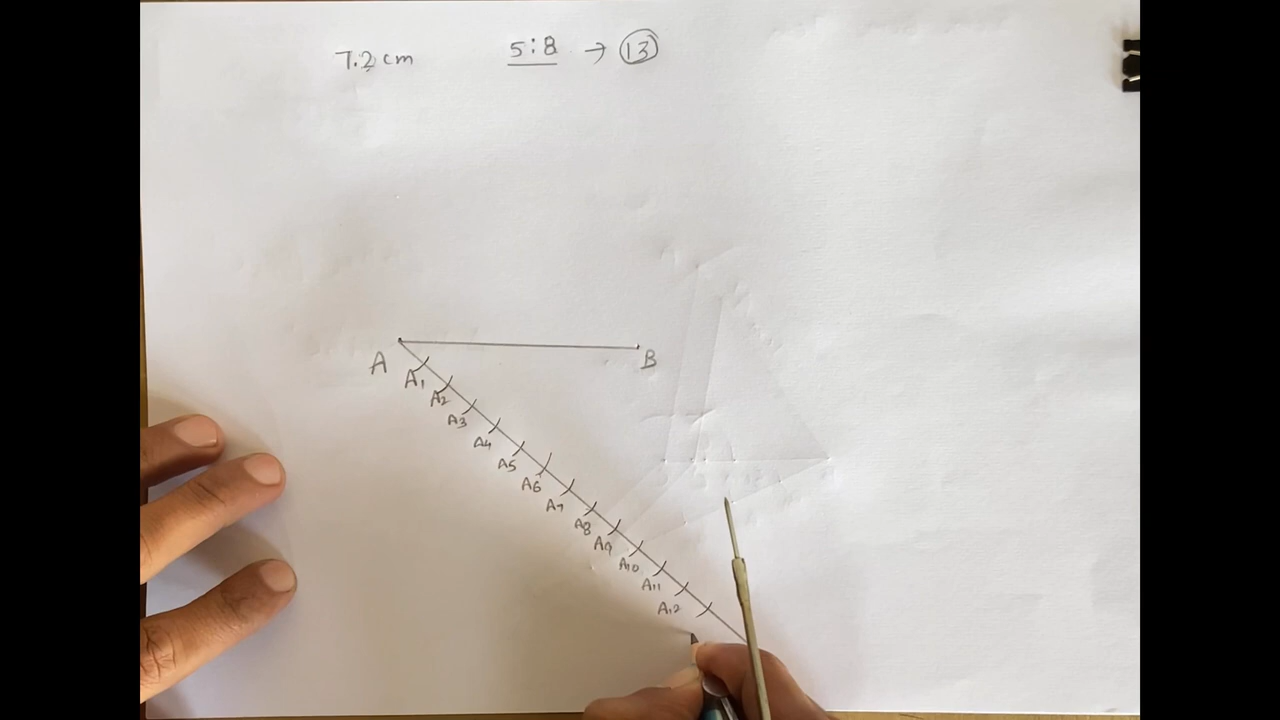 7.2 cm 5:8 → 13
A B
A1
A2
A3
A4
A5
A6
A7
A8
A9
A10
A11
A12